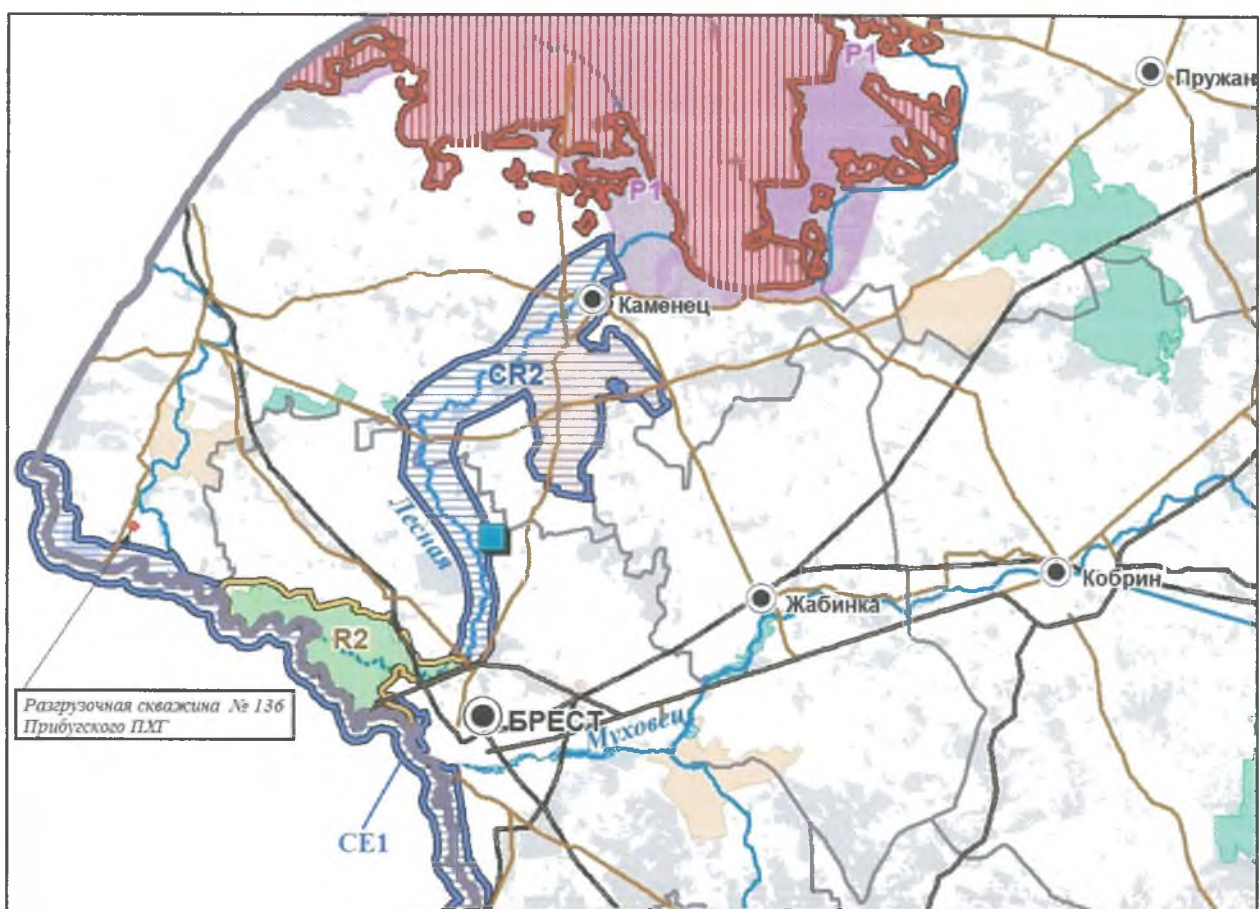 P1
Пружан
P1
Каменец
CR2
Лесная
Кобрин
Жабинка
R2
Разгрузочная скважина № 136
Прибугского ПХГ
БРЕСТ
Муховец
CE1